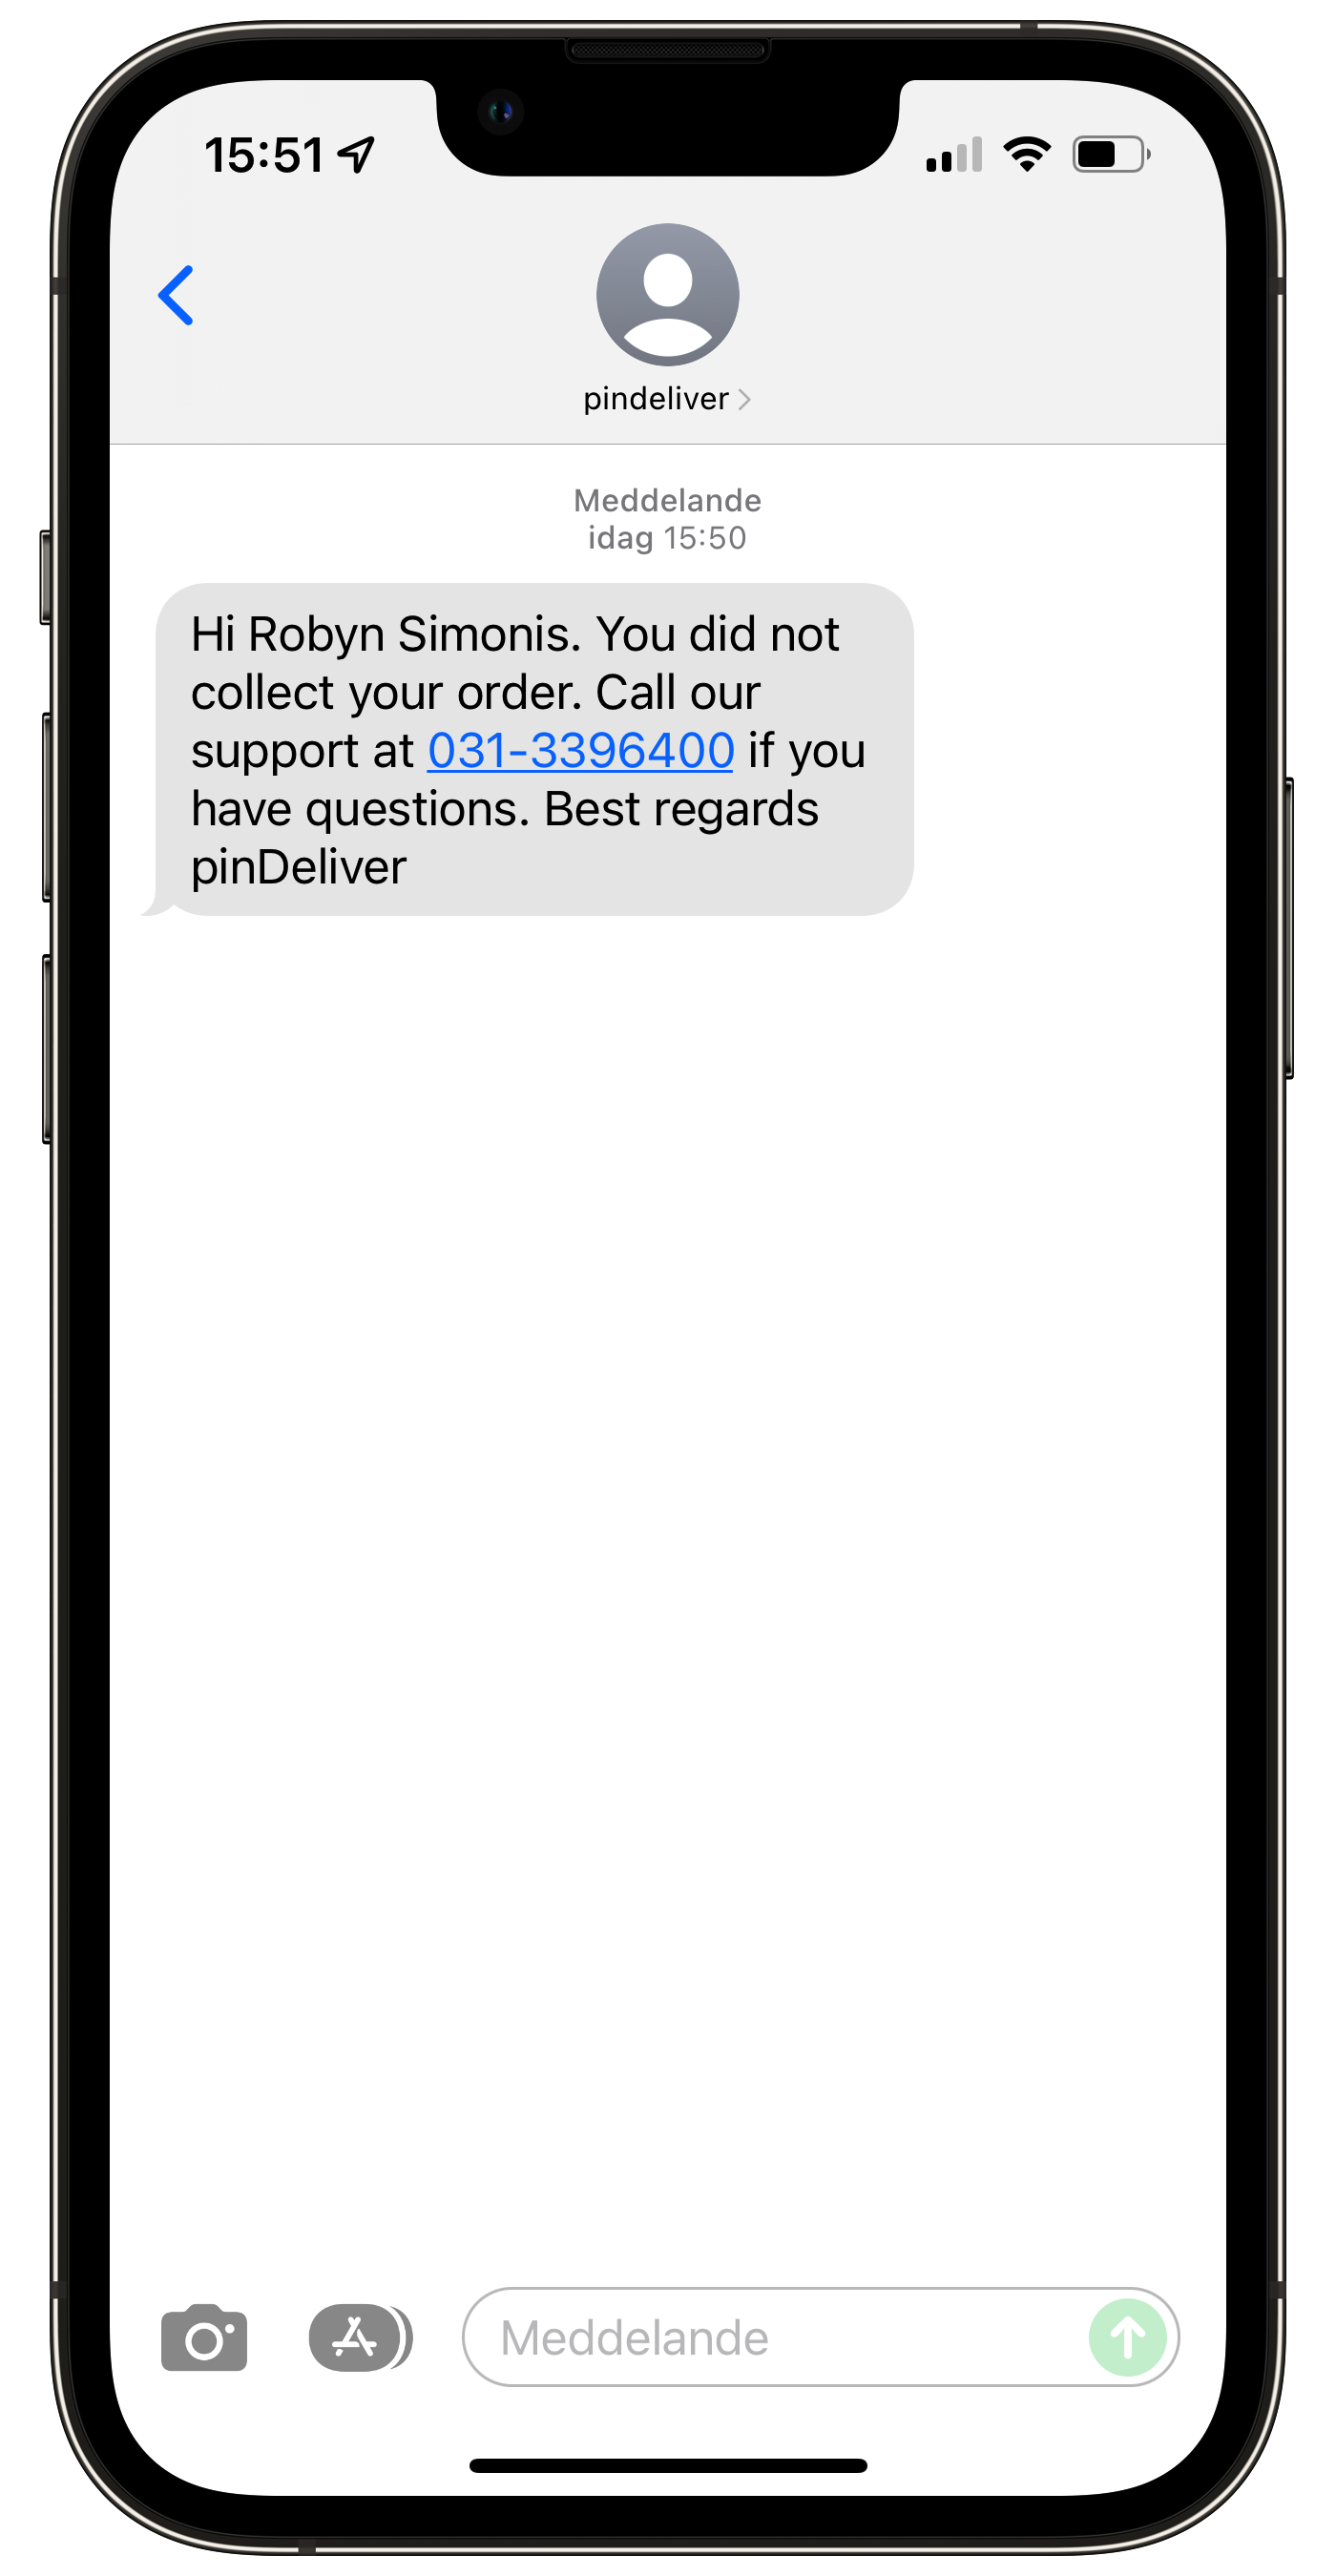 15:51
pindeliver
Meddelande
idag 15:50
Hi Robyn Simonis. You did not
collect your order. Call our
support at 031-3396400 if you
have questions. Best regards
pinDeliver
Meddelande